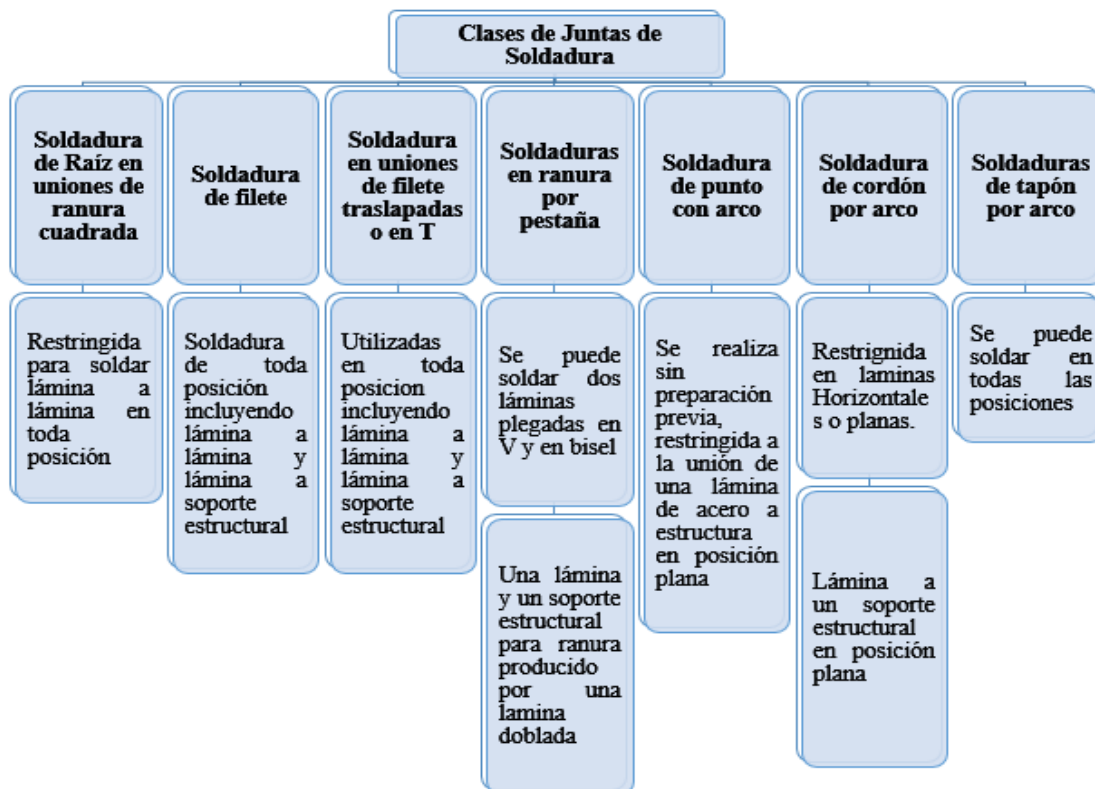 Clases de Juntas de
Soldadura
Soldadura
de Raíz en
uniones de
ranura
cuadrada
Soldadura
de filete
Soldadura
en uniones
de filete
traslapadas
o en T
Soldaduras
en ranura
por
pestaña
Soldadura
de punto
con arco
Soldadura
de cordón
por arco
Soldaduras
de tapón
por arco
Restringida
para soldar
lámina a
lámina en
toda
posición
Soldadura
de toda
posición
incluyendo
lámina a
lámina y
lámina a
soporte
estructural
Utilizadas
en toda
posicion
incluyendo
lámina a
lámina y
lámina a
soporte
estructural
Se puede
soldar dos
láminas
plegadas en
V y en bisel
Una lámina
y un soporte
estructural
para ranura
producido
por una
lamina
doblada
Se realiza
sin
preparación
previa,
restringida a
la unión de
una lámina
de acero a
estructura
en posición
plana
Restrignida
en laminas
Horizontale
s o planas.
Lámina a
un soporte
estructural
en posición
plana
Se puede
soldar en
todas las
posiciones